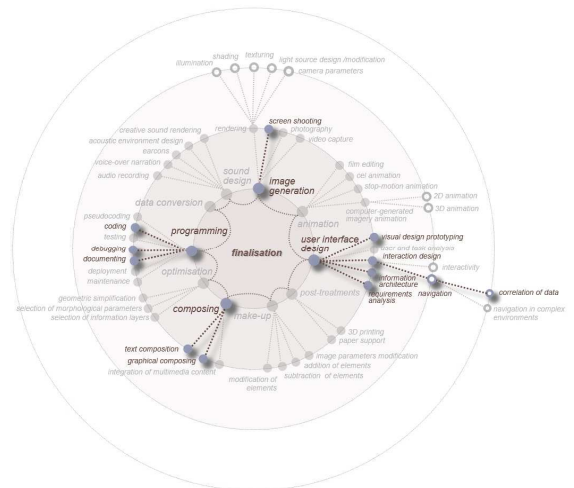 texturing
shading
light source design /modification
illumination
camera parameters
screen shooting
creative sound rendering
rendering
photography
acoustic environment design
video capture
earcons
voice-over narration
film editing
sound
design
cel animation
audio recording
image
generation
stop-motion animation
2D animation
data conversion
3D animation
computer-generated
imagery animation
animation
pseudocoding
coding
programming
testing
user interface
design
visual design prototyping
user and task analysis
debugging
finalisation
interaction design
documenting
interactivity
deployment
optimisation
information
architecture
maintenance
requirements
analysis
navigation
correlation of data
post-treatments
geometric simplification
navigation in complex
environments
selection of morphological parameters
composing
selection of information layers
make-up
3D printing
paper support
text composition
image parameters modification
graphical composing
addition of elements
integration of multimedia content
subtraction of elements
modification of
elements